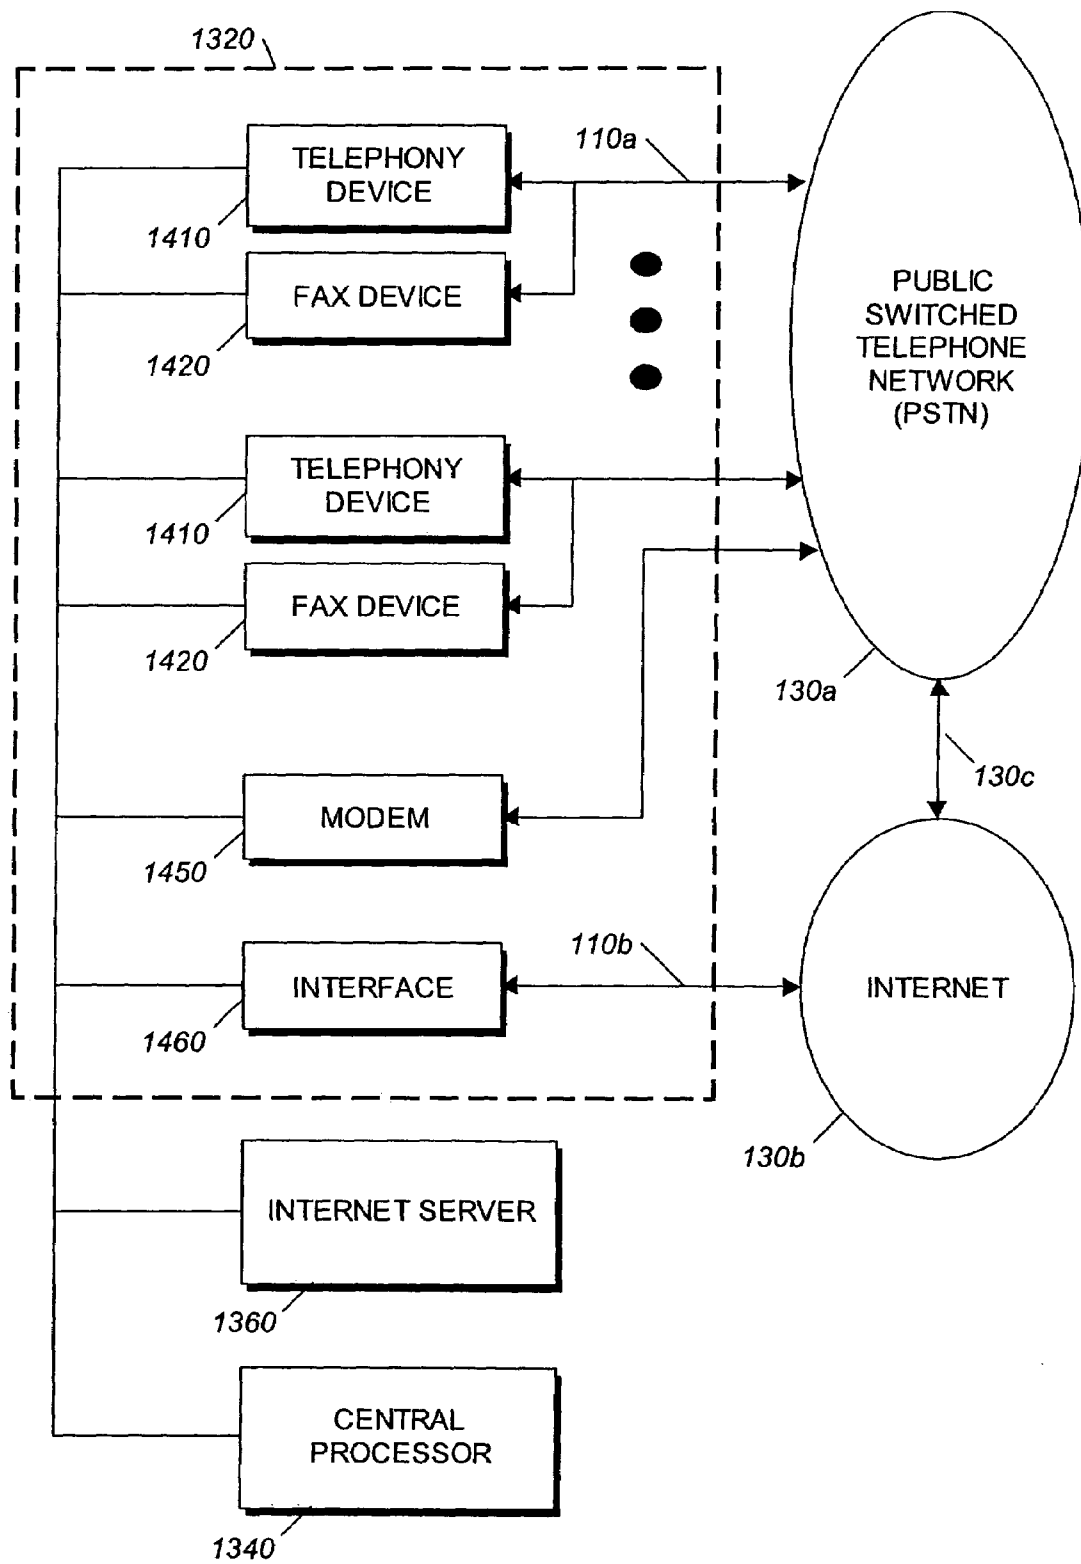 1320
TELEPHONY
DEVICE
110a
1410
FAX DEVICE
1420
PUBLIC
SWITCHED
TELEPHONE
NETWORK
(PSTN)
TELEPHONY
DEVICE
1410
FAX DEVICE
1420
130a
130c
MODEM
1450
110b
INTERFACE
1460
INTERNET
130b
INTERNET SERVER
1360
CENTRAL
PROCESSOR
1340